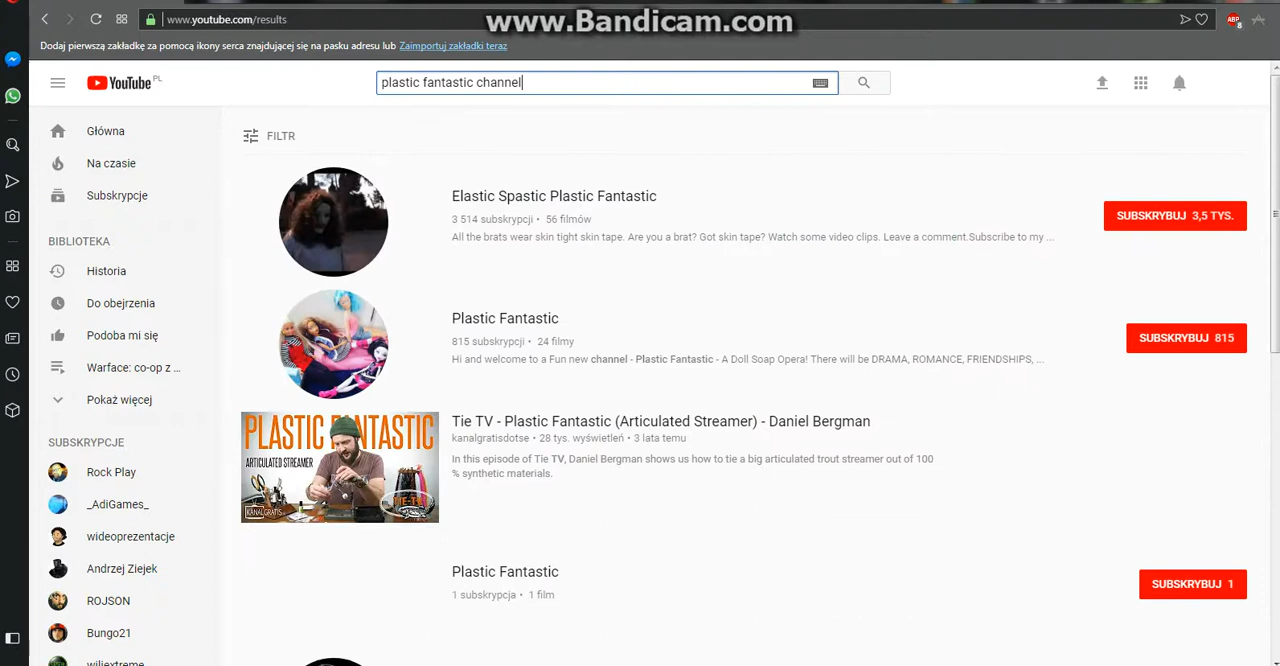 www.Bandicam.com
www.youtube.com/results
ABP
8
Dodaj pierwszą zakładkę za pomocą ikony serca znajdującej się na pasku adresu lub Zaimportuj zakładki teraz
YouTube PL
plastic fantastic channel
Główna
Na czasie
Subskrypcje
BIBLIOTEKA
Historia
Do obejrzenia
Podoba mi się
Warface: co-op z ...
Pokaż więcej
SUBSKRYPCJE
Rock Play
_AdiGames_
wideoprezentacje
Andrzej Ziejek
ROJSON
Bungo21
wiliextreme
FILTR
Elastic Spastic Plastic Fantastic
3 514 subskrypcji • 56 filmów
All the brats wear skin tight skin tape. Are you a brat? Got skin tape? Watch some video clips. Leave a comment.Subscribe to my ...
SUBSKRYBUJ 3,5 TYS.
Plastic Fantastic
815 subskrypcji • 24 filmy
Hi and welcome to a Fun new channel - Plastic Fantastic - A Doll Soap Opera! There will be DRAMA, ROMANCE, FRIENDSHIPS, ...
SUBSKRYBUJ 815
PLASTIC FANTASTIC
ARTICULATED STREAMER
KANALGRATIS
TIE-TV
Tie TV - Plastic Fantastic (Articulated Streamer) - Daniel Bergman
kanalgratisdotse • 28 tys. wyświetleń • 3 lata temu
In this episode of Tie TV, Daniel Bergman shows us how to tie a big articulated trout streamer out of 100
% synthetic materials.
Plastic Fantastic
1 subskrypcja • 1 film
SUBSKRYBUJ 1